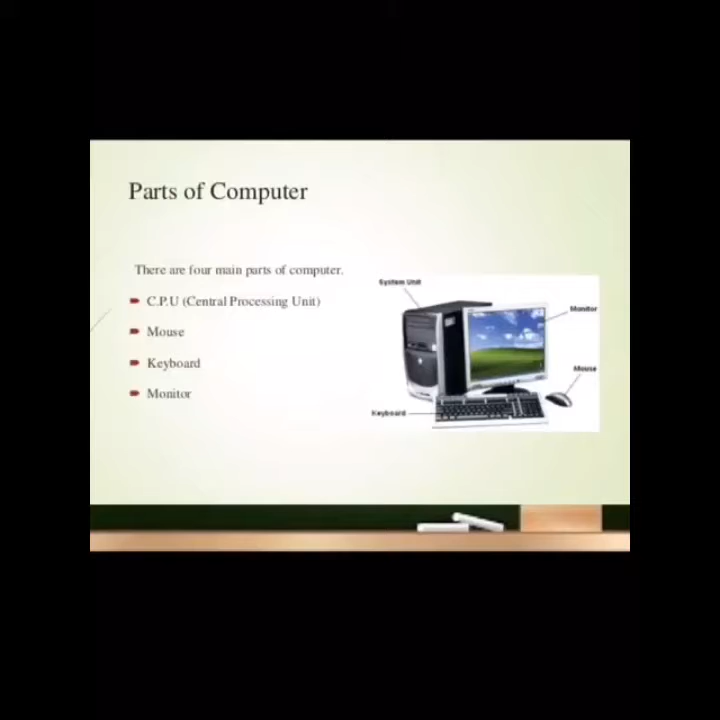 Parts of Computer
There are four main parts of computer.
C.P.U (Central Processing Unit)
Mouse
Keyboard
Monitor
System Unit
Monitor
Mouse
Keyboard